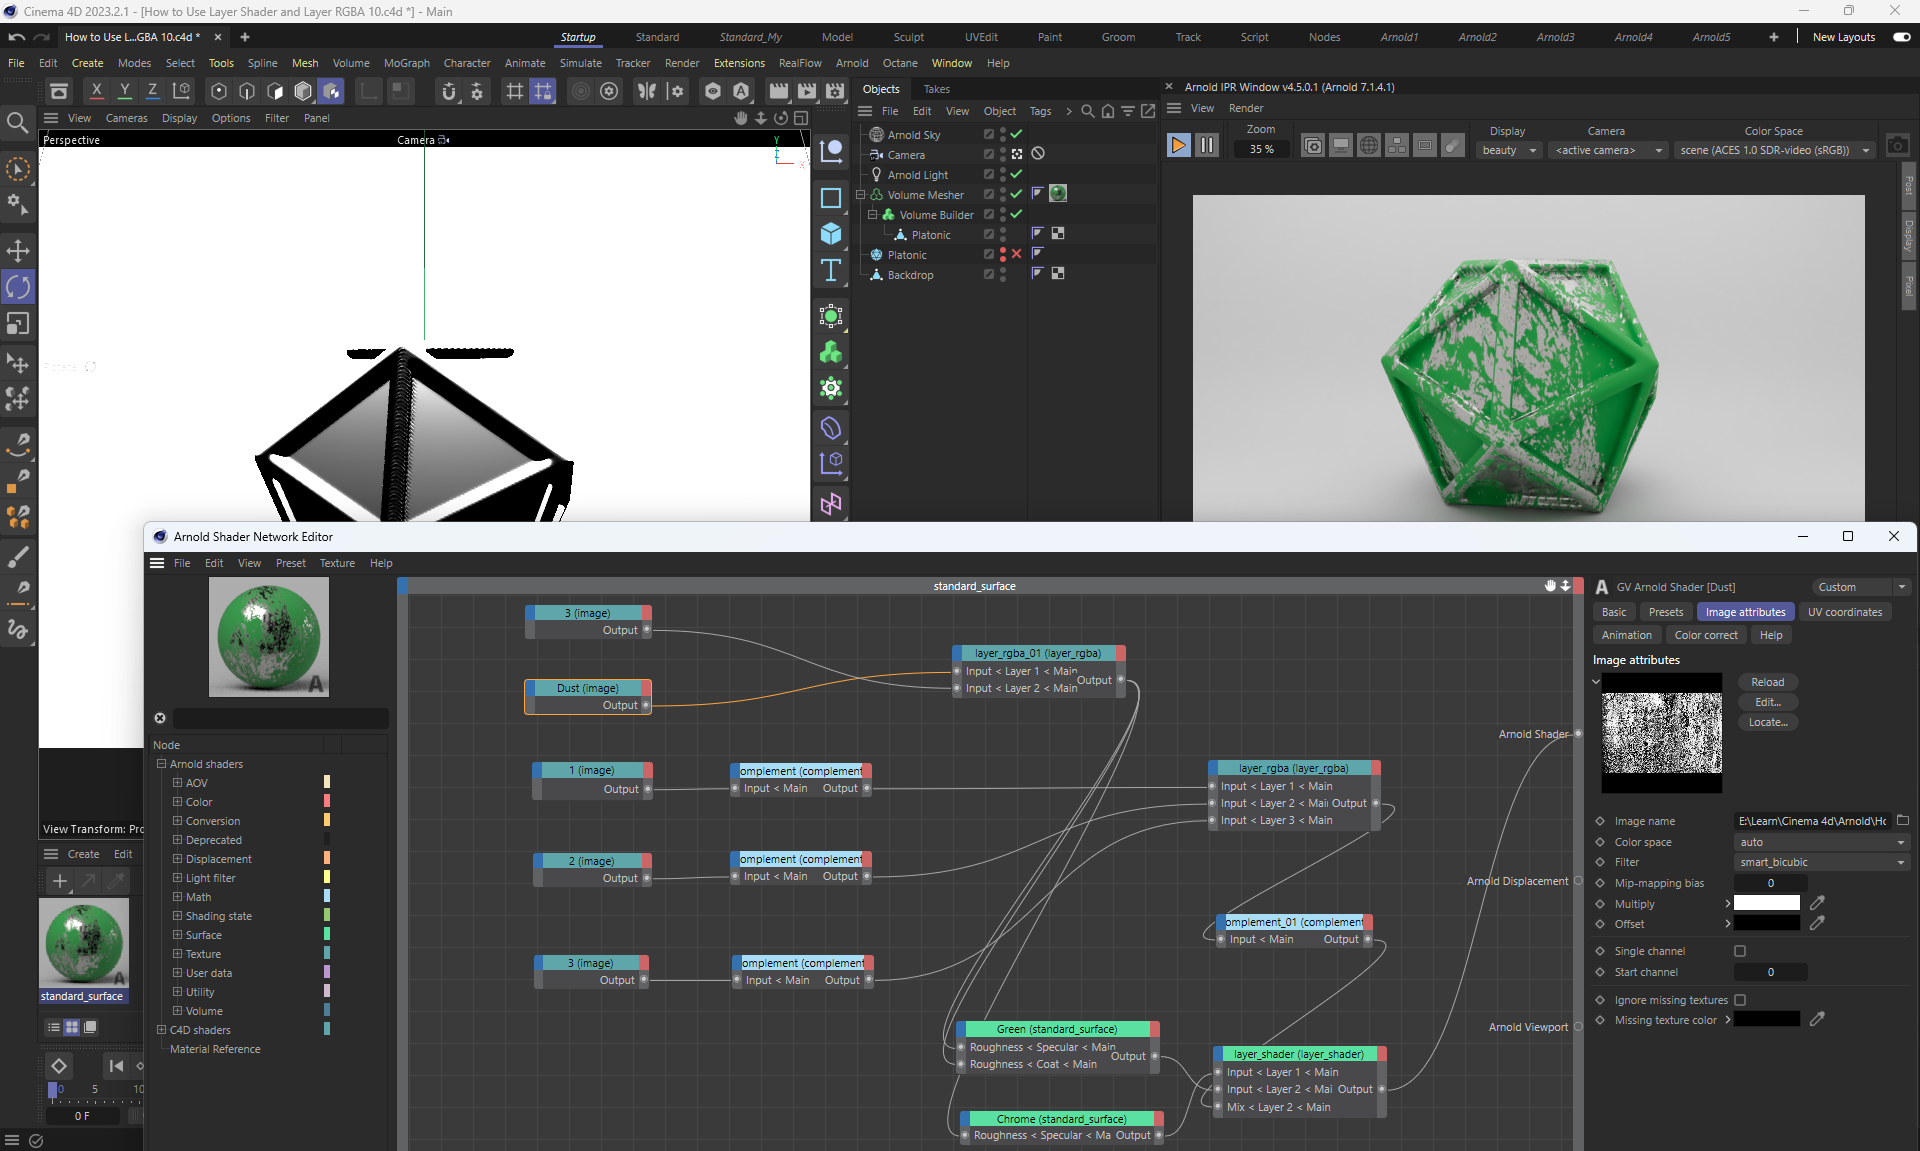 Cinema 4D 2023.2.1 - [How to Use Layer Shader and Layer RGBA 10.c4d *] - Main
How to Use L...GBA 10.c4d *
Startup Standard Standard_My Model Sculpt UVEdit Paint Groom Track Script Nodes Arnold1 Arnold2 Arnold3 Arnold4 Arnold5 New Layouts
File Edit Create Modes Select Tools Spline Mesh Volume MoGraph Character Animate Simulate Tracker Render Extensions RealFlow Arnold Octane Window Help
X Y Z
View Cameras Display Options Filter Panel
Perspective
Camera
Y
X
View Transform: Pro
Create Edit
standard_surface
0 5 10
0 F
Objects Takes
File Edit View Object Tags
Arnold Sky
Camera
Arnold Light
Volume Mesher
Volume Builder
Platonic
Platonic
Backdrop
Arnold IPR Window v4.5.0.1 (Arnold 7.1.4.1)
View Render
Zoom
35 %
Display
beauty
Camera
<active camera>
Color Space
scene (ACES 1.0 SDR-video (sRGB))
Post
Display
Pixel
Arnold Shader Network Editor
File Edit View Preset Texture Help
Node
Arnold shaders
AOV
Color
Conversion
Deprecated
Displacement
Light filter
Math
Shading state
Surface
Texture
User data
Utility
Volume
C4D shaders
Material Reference
standard_surface
3 (image)
Output
Dust (image)
Output
layer_rgba_01 (layer_rgba)
Input < Layer 1 < Main
Input < Layer 2 < Main
Output
1 (image)
Output
omplement (complement
Input < Main Output
2 (image)
Output
omplement (complement
Input < Main Output
3 (image)
Output
omplement (complement
Input < Main Output
layer_rgba (layer_rgba)
Input < Layer 1 < Main
Input < Layer 2 < Mai Output
Input < Layer 3 < Main
omplement_01 (complement
Input < Main Output
Green (standard_surface)
Roughness < Specular < Main
Output
Roughness < Coat < Main
Chrome (standard_surface)
Roughness < Specular < Ma Output
layer_shader (layer_shader)
Input < Layer 1 < Main
Input < Layer 2 < Mai Output
Mix < Layer 2 < Main
Arnold Shader
Arnold Displacement
Arnold Viewport
GV Arnold Shader [Dust]
Custom
Basic Presets Image attributes UV coordinates
Animation Color correct Help
Image attributes
Reload
Edit...
Locate...
Image name E:\Learn\Cinema 4d\Arnold\Hc
Color space auto
Filter smart_bicubic
Mip-mapping bias 0
Multiply
Offset
Single channel
Start channel 0
Ignore missing textures
Missing texture color